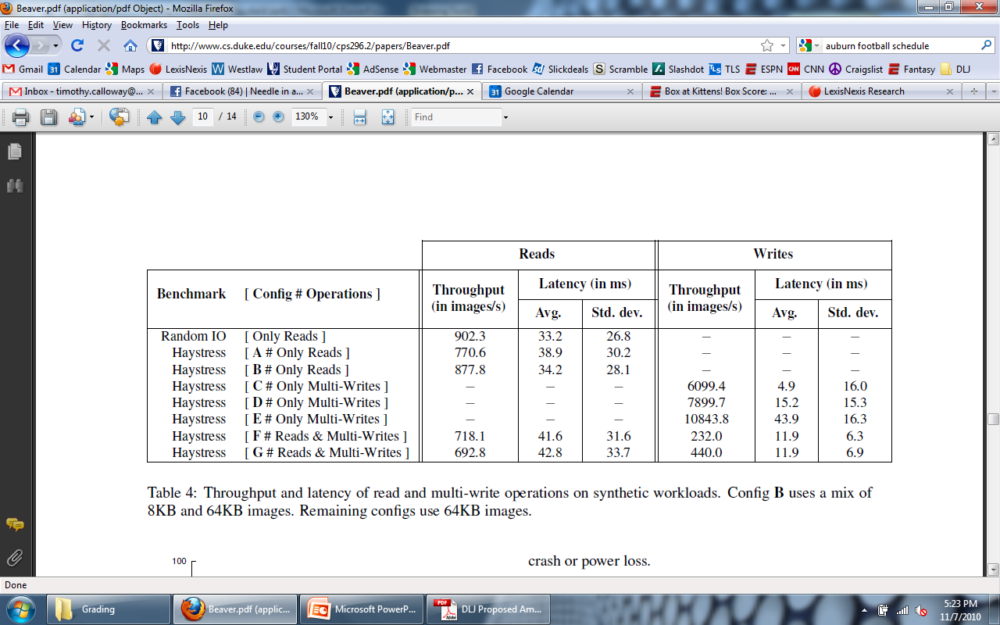 Beaver.pdf (application/pdf Object) - Mozilla Firefox
File Edit View History Bookmarks Tools Help
http://www.cs.duke.edu/courses/fall10/cps296.2/papers/Beaver.pdf auburn football schedule
Gmail Calendar Maps LexisNexis Westlaw Student Portal AdSense Webmaster Facebook Slickdeals Scramble Slashdot TLS ESPN CNN Craigslist Fantasy DLJ
Inbox - timothy.calloway@... Facebook (84) | Needle in a... Beaver.pdf (application/p... Google Calendar Box at Kittens! Box Score: ... LexisNexis Research
10 / 14 130% Find
Reads Writes
Benchmark [ Config # Operations ] Throughput (in images/s) Latency (in ms) Throughput (in images/s) Latency (in ms)
Avg. Std. dev. Avg. Std. dev.
Random IO [ Only Reads ] 902.3 33.2 26.8 – – –
Haystress [ A # Only Reads ] 770.6 38.9 30.2 – – –
Haystress [ B # Only Reads ] 877.8 34.2 28.1 – – –
Haystress [ C # Only Multi-Writes ] – – – 6099.4 4.9 16.0
Haystress [ D # Only Multi-Writes ] – – – 7899.7 15.2 15.3
Haystress [ E # Only Multi-Writes ] – – – 10843.8 43.9 16.3
Haystress [ F # Reads & Multi-Writes ] 718.1 41.6 31.6 232.0 11.9 6.3
Haystress [ G # Reads & Multi-Writes ] 692.8 42.8 33.7 440.0 11.9 6.9
Table 4: Throughput and latency of read and multi-write operations on synthetic workloads. Config B uses a mix of
8KB and 64KB images. Remaining configs use 64KB images.
100 crash or power loss.
Done
Grading Beaver.pdf (applic... Microsoft PowerP... DLJ Proposed Am... 5:23 PM
11/7/2010